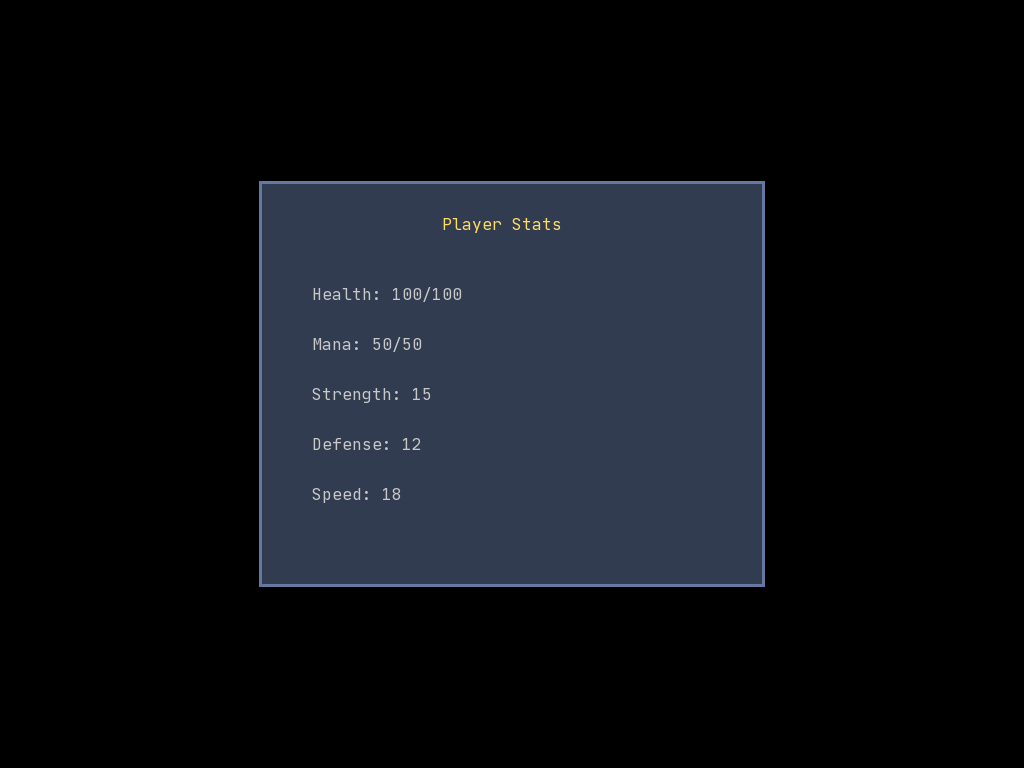 Player Stats
Health: 100/100
Mana: 50/50
Strength: 15
Defense: 12
Speed: 18